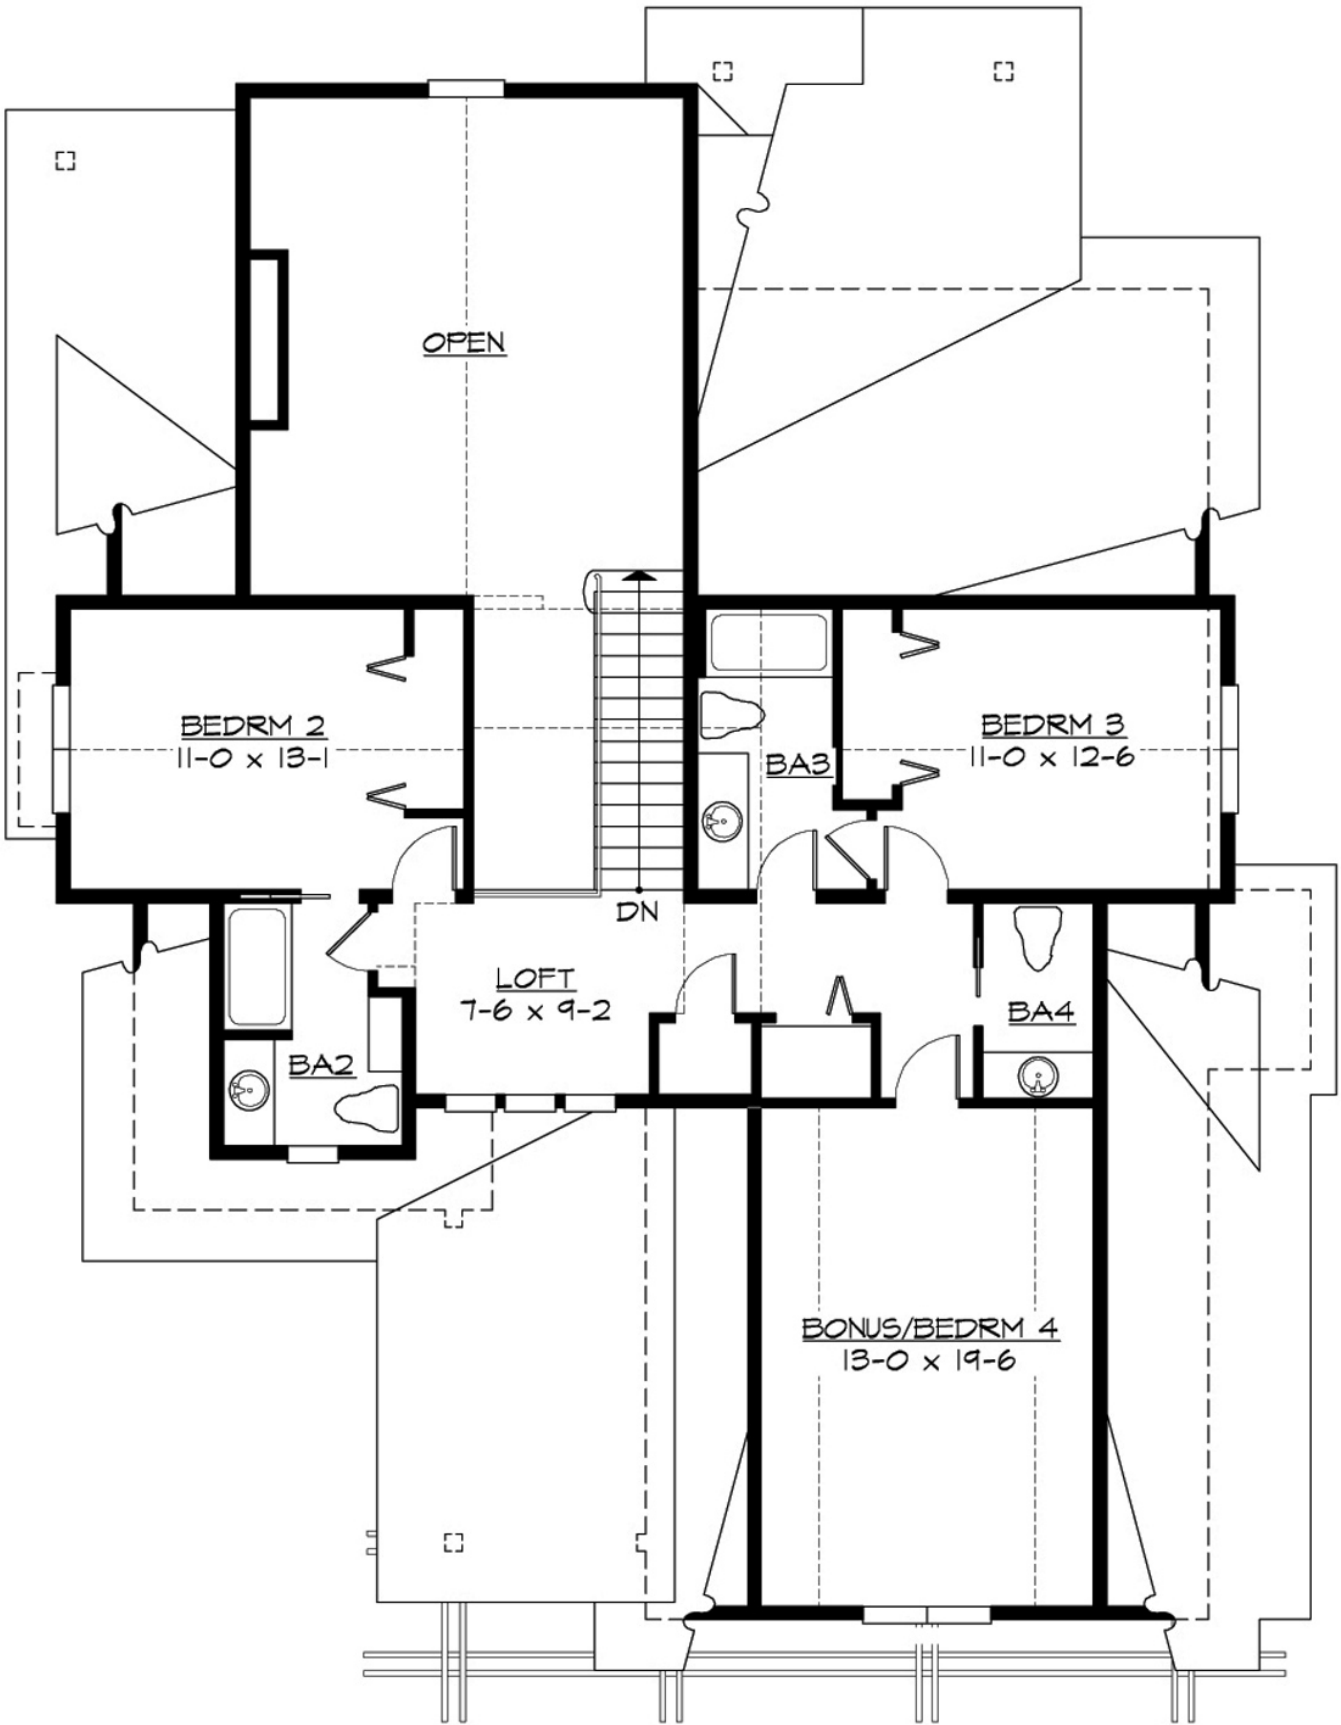 OPEN
BEDRM 2
11-0 x 13-1
BEDRM 3
11-0 x 12-6
BA3
DN
LOFT
7-6 x 9-2
BA4
BA2
BONUS/BEDRM 4
13-0 x 19-6